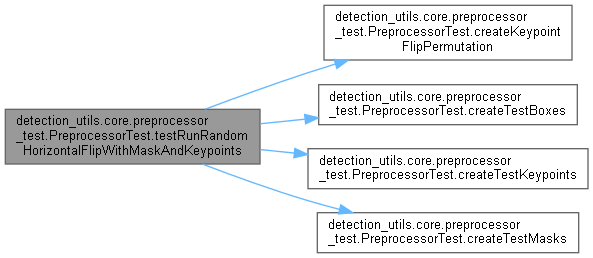 detection_utils.core.preprocessor
_test.PreprocessorTest.testRunRandom
HorizontalFlipWithMaskAndKeypoints
detection_utils.core.preprocessor
_test.PreprocessorTest.createKeypoint
FlipPermutation
detection_utils.core.preprocessor
_test.PreprocessorTest.createTestBoxes
detection_utils.core.preprocessor
_test.PreprocessorTest.createTestKeypoints
detection_utils.core.preprocessor
_test.PreprocessorTest.createTestMasks